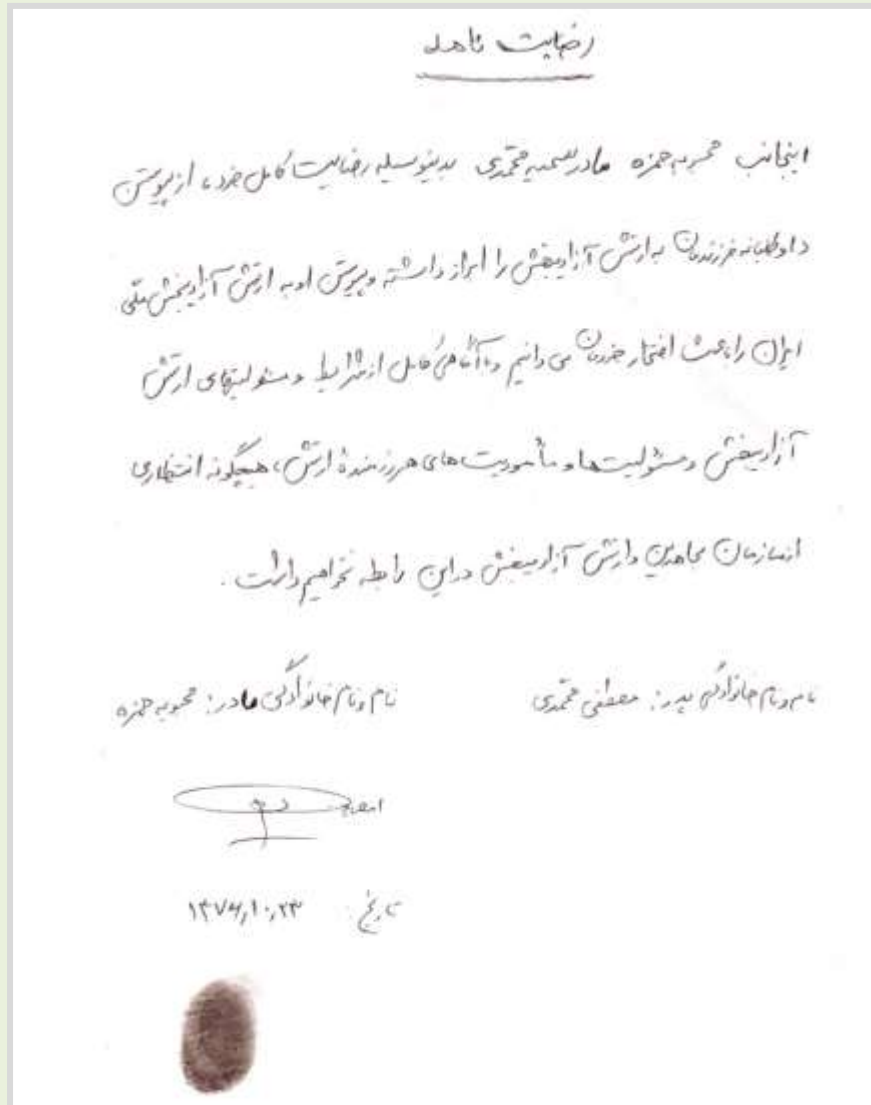 رضایت نامه
اینجانب محبوبه حمزه مادر سمیه محمدی بدینوسیله رضایت کامل خود را از پیوستن
داوطلبانه فرزندمان به ارتش آزادیبخش را ابراز داشته و پیوستن او به ارتش آزادیبخش ملی
ایران را باعث افتخار خودمان می دانیم و با آگاهی کامل از شرایط و مسئولیتهای ارتش
آزادیبخش و مسئولیت ها و مأموریت های هر رزمندهٔ ارتش، هیچگونه انتظاری
از سازمان مجاهدین و ارتش آزادیبخش در این رابطه نخواهیم داشت.
نام و نام خانوادگی پدر: مصطفی محمدی
نام و نام خانوادگی مادر: محبوبه حمزه
امضاء
تاریخ: ۱۳۷۶,۱۰,۲۳